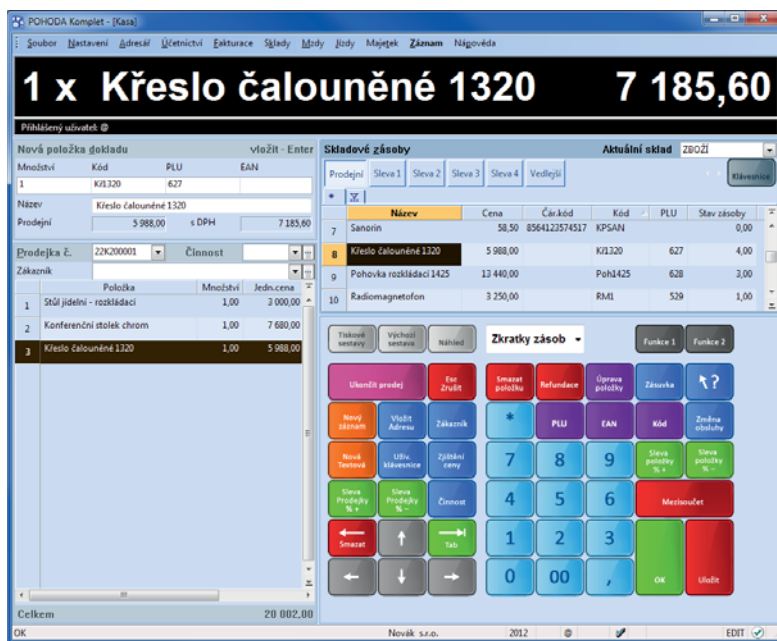 POHODA Komplet - [Kasa]
Soubor Nastavení Adresář Účetnictví Fakturace Sklady Mzdy Jízdy Majetek Záznam Nápověda
1 x Křeslo čalouněné 1320 7 185,60
Přihlášený uživatel: @
Nová položka dokladu vložit - Enter
Množství Kód PLU EAN
1 Kř1320 627
Název Křeslo čalouněné 1320
Prodejní 5 988,00 s DPH 7 185,60
Prodejka č. 22K200001 Činnost
Zákazník
Položka Množství Jedn.cena
1 Stůl jídelní - rozkládací 1,00 3 000,00
2 Konferenční stolek chrom 1,00 7 680,00
3 Křeslo čalouněné 1320 1,00 5 988,00
Celkem 20 002,00
Skladové zásoby Aktuální sklad ZBOŽÍ
Prodejní Sleva 1 Sleva 2 Sleva 3 Sleva 4 Vedlejší Klávesnice
Název Cena Čár.kód Kód PLU Stav zásoby
7 Sanorin 58,50 8564123574517 KPSAN 0,00
8 Křeslo čalouněné 1320 5 988,00 Kř1320 627 4,00
9 Pohovka rozkládací 1425 13 440,00 Poh1425 628 3,00
10 Radiomagnetofon 3 250,00 RM1 529 1,00
Tiskové sestavy Výchozí sestava Náhled Zkratky zásob Funkce 1 Funkce 2
Ukončit prodej Esc Zrušit Smazat položku Refundace Úprava položky Zásuvka ?
Nový záznam Vložit Adresu Zákazník * PLU EAN Kód Změna obsluhy
Nová Textová Uživ. klávesnice Zjištění ceny 7 8 9 Sleva položky % + Sleva položky % -
Sleva Prodejky % + Sleva Prodejky % - Činnost 4 5 6 Mezisoučet
Smazat Tab 1 2 3
0 00 , OK Uložit
OK Novák s.r.o. 2012 @ EDIT